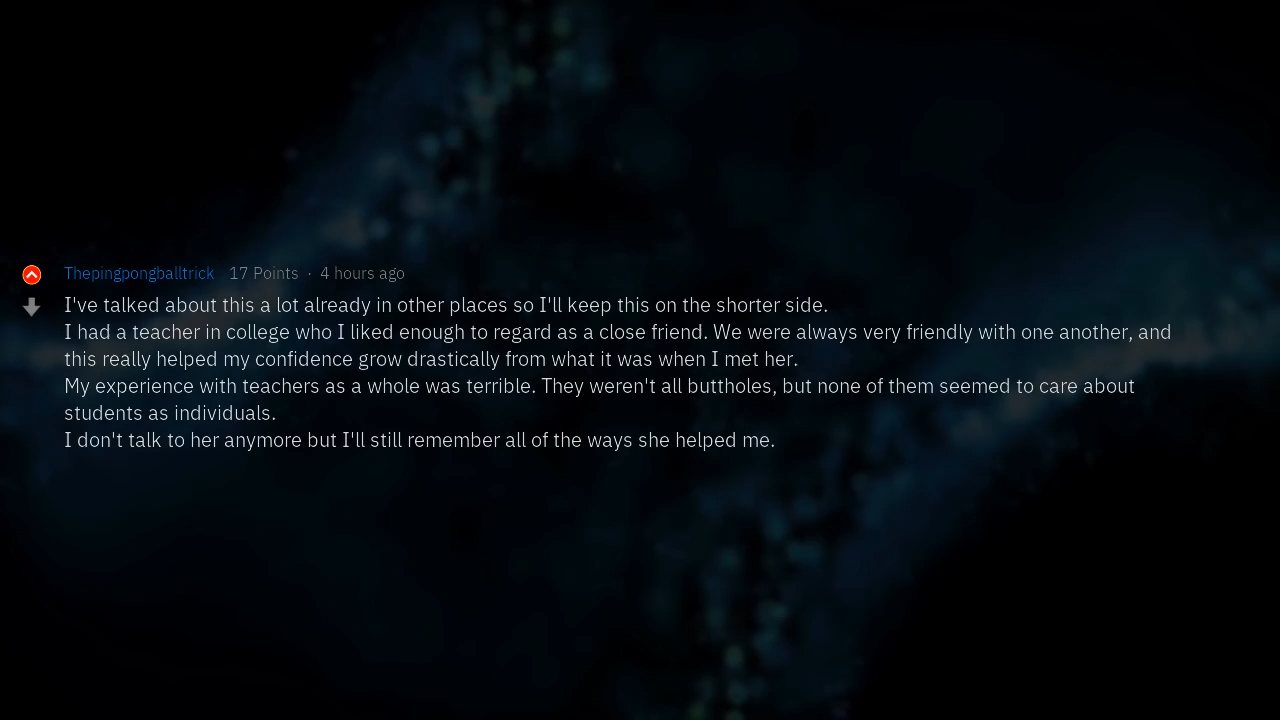 Thepingpongballtrick 17 Points · 4 hours ago
I've talked about this a lot already in other places so I'll keep this on the shorter side.
I had a teacher in college who I liked enough to regard as a close friend. We were always very friendly with one another, and
this really helped my confidence grow drastically from what it was when I met her.
My experience with teachers as a whole was terrible. They weren't all buttholes, but none of them seemed to care about
students as individuals.
I don't talk to her anymore but I'll still remember all of the ways she helped me.